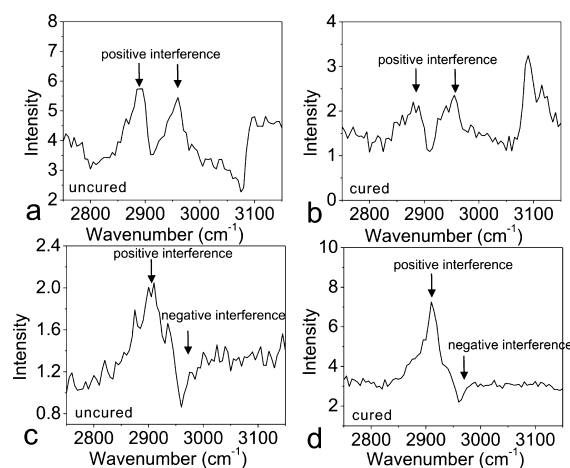 8
7
6
5
4
3
2
Intensity
positive interference
uncured
2800 2900 3000 3100
Wavenumber (cm-1)
a
4
3
2
1
0
Intensity
positive interference
cured
2800 2900 3000 3100
Wavenumber (cm-1)
b
2.4
2.0
1.6
1.2
0.8
Intensity
positive interference
negative interference
uncured
2800 2900 3000 3100
Wavenumber (cm-1)
c
10
8
6
4
2
Intensity
positive interference
negative interference
cured
2800 2900 3000 3100
Wavenumber (cm-1)
d